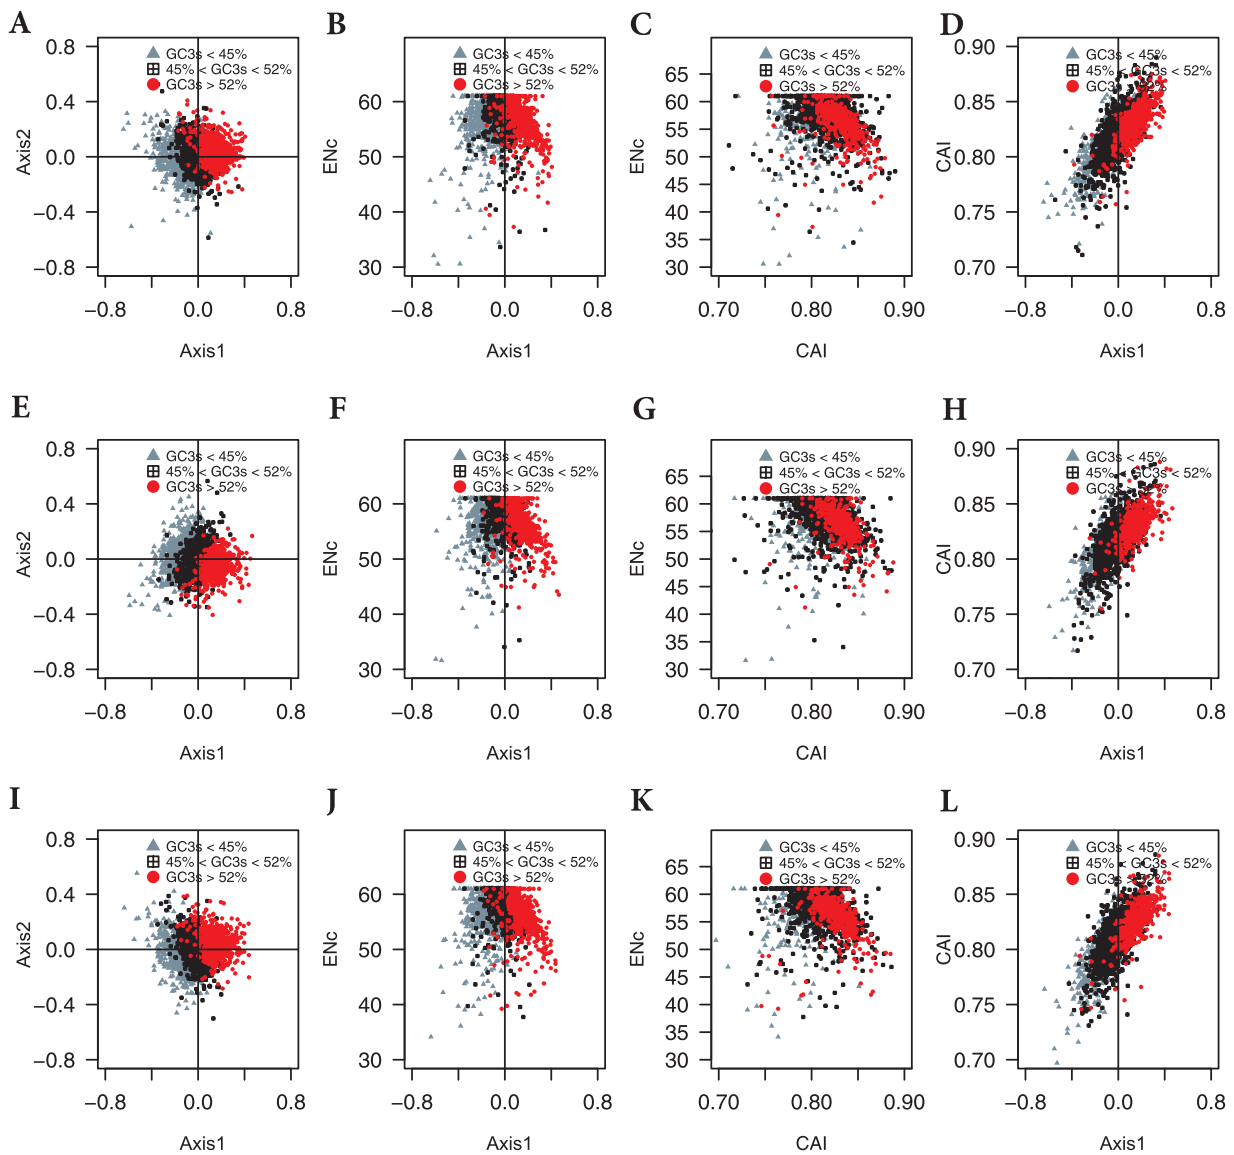 A
B
C
D
0.8
0.4
0.0
−0.4
−0.8
Axis2
GC3s < 45%
45% < GC3s < 52%
GC3s > 52%
−0.8
0.0
0.8
Axis1
60
50
40
30
ENc
GC3s < 45%
45% < GC3s < 52%
GC3s > 52%
−0.8
0.0
0.8
Axis1
65
60
55
50
45
40
35
30
ENc
GC3s < 45%
45% < GC3s < 52%
GC3s > 52%
0.70
0.80
0.90
CAI
0.90
0.85
0.80
0.75
0.70
CAI
GC3s < 45%
45% < GC3s < 52%
GC3s > 52%
−0.8
0.0
0.8
Axis1
E
F
G
H
0.8
0.4
0.0
−0.4
−0.8
Axis2
GC3s < 45%
45% < GC3s < 52%
GC3s > 52%
−0.8
0.0
0.8
Axis1
60
50
40
30
ENc
GC3s < 45%
45% < GC3s < 52%
GC3s > 52%
−0.8
0.0
0.8
Axis1
65
60
55
50
45
40
35
30
ENc
GC3s < 45%
45% < GC3s < 52%
GC3s > 52%
0.70
0.80
0.90
CAI
0.90
0.85
0.80
0.75
0.70
CAI
GC3s < 45%
45% < GC3s < 52%
GC3s > 52%
−0.8
0.0
0.8
Axis1
I
J
K
L
0.8
0.4
0.0
−0.4
−0.8
Axis2
GC3s < 45%
45% < GC3s < 52%
GC3s > 52%
−0.8
0.0
0.8
Axis1
60
50
40
30
ENc
GC3s < 45%
45% < GC3s < 52%
GC3s > 52%
−0.8
0.0
0.8
Axis1
65
60
55
50
45
40
35
30
ENc
GC3s < 45%
45% < GC3s < 52%
GC3s > 52%
0.70
0.80
0.90
CAI
0.90
0.85
0.80
0.75
0.70
CAI
GC3s < 45%
45% < GC3s < 52%
GC3s > 52%
−0.8
0.0
0.8
Axis1